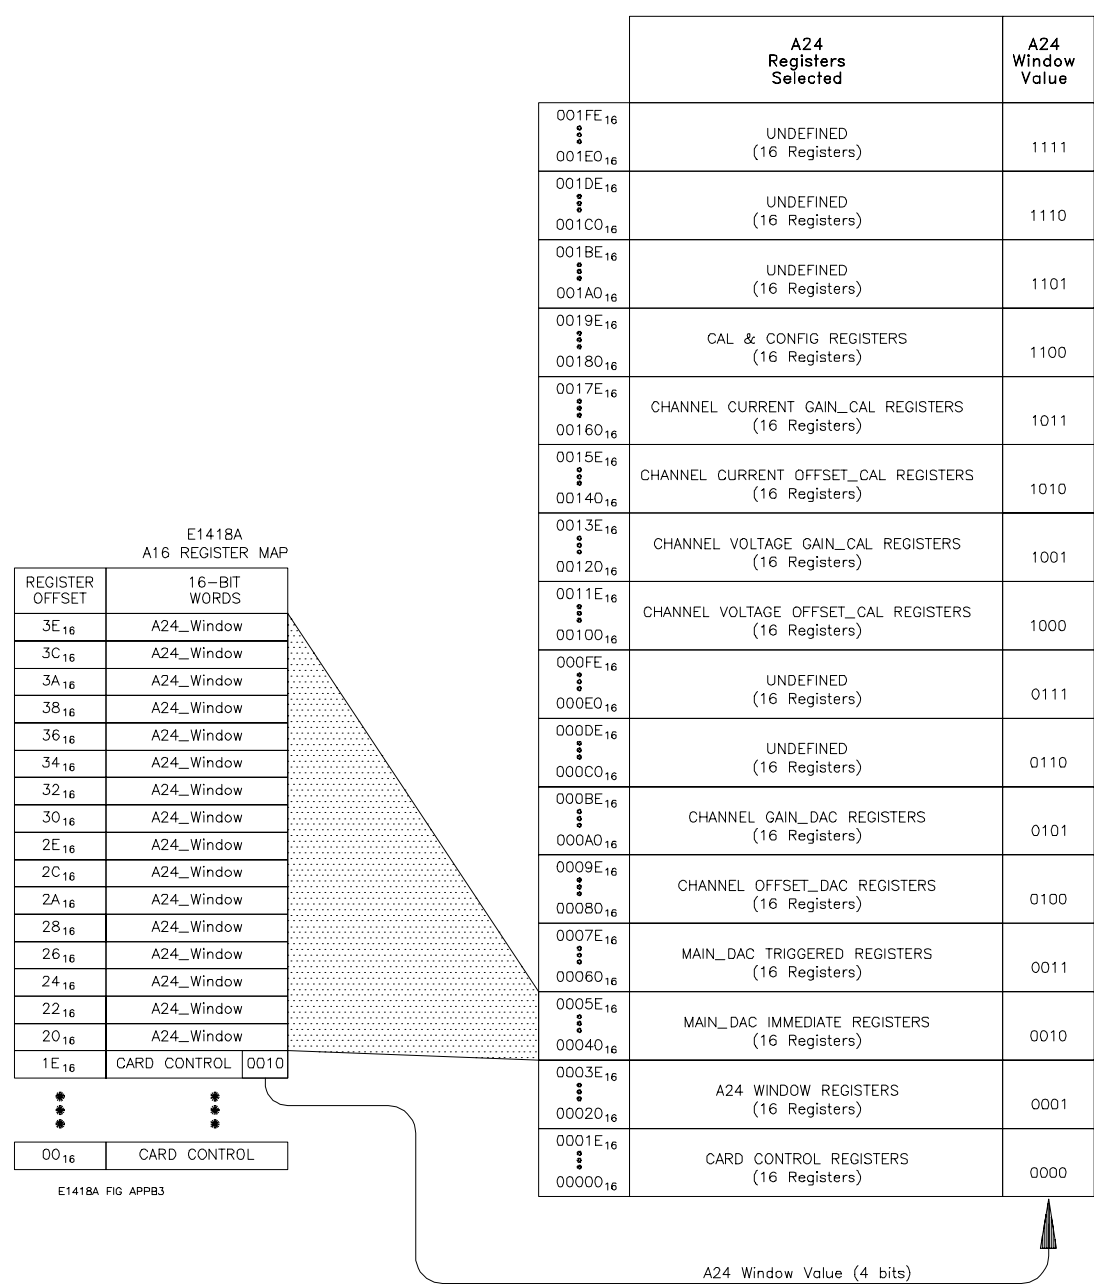 A24
Registers
Selected
A24
Window
Value
001FE16
001E016
UNDEFINED
(16 Registers)
1111
001DE16
001C016
UNDEFINED
(16 Registers)
1110
001BE16
001A016
UNDEFINED
(16 Registers)
1101
0019E16
0018016
CAL & CONFIG REGISTERS
(16 Registers)
1100
0017E16
0016016
CHANNEL CURRENT GAIN_CAL REGISTERS
(16 Registers)
1011
0015E16
0014016
CHANNEL CURRENT OFFSET_CAL REGISTERS
(16 Registers)
1010
0013E16
0012016
CHANNEL VOLTAGE GAIN_CAL REGISTERS
(16 Registers)
1001
0011E16
0010016
CHANNEL VOLTAGE OFFSET_CAL REGISTERS
(16 Registers)
1000
000FE16
000E016
UNDEFINED
(16 Registers)
0111
000DE16
000C016
UNDEFINED
(16 Registers)
0110
000BE16
000A016
CHANNEL GAIN_DAC REGISTERS
(16 Registers)
0101
0009E16
0008016
CHANNEL OFFSET_DAC REGISTERS
(16 Registers)
0100
0007E16
0006016
MAIN_DAC TRIGGERED REGISTERS
(16 Registers)
0011
0005E16
0004016
MAIN_DAC IMMEDIATE REGISTERS
(16 Registers)
0010
0003E16
0002016
A24 WINDOW REGISTERS
(16 Registers)
0001
0001E16
0000016
CARD CONTROL REGISTERS
(16 Registers)
0000
E1418A
A16 REGISTER MAP
REGISTER
OFFSET
16-BIT
WORDS
3E16 A24_Window
3C16 A24_Window
3A16 A24_Window
3816 A24_Window
3616 A24_Window
3416 A24_Window
3216 A24_Window
3016 A24_Window
2E16 A24_Window
2C16 A24_Window
2A16 A24_Window
2816 A24_Window
2616 A24_Window
2416 A24_Window
2216 A24_Window
2016 A24_Window
1E16 CARD CONTROL 0010
0016 CARD CONTROL
E1418A FIG APPB3
A24 Window Value (4 bits)